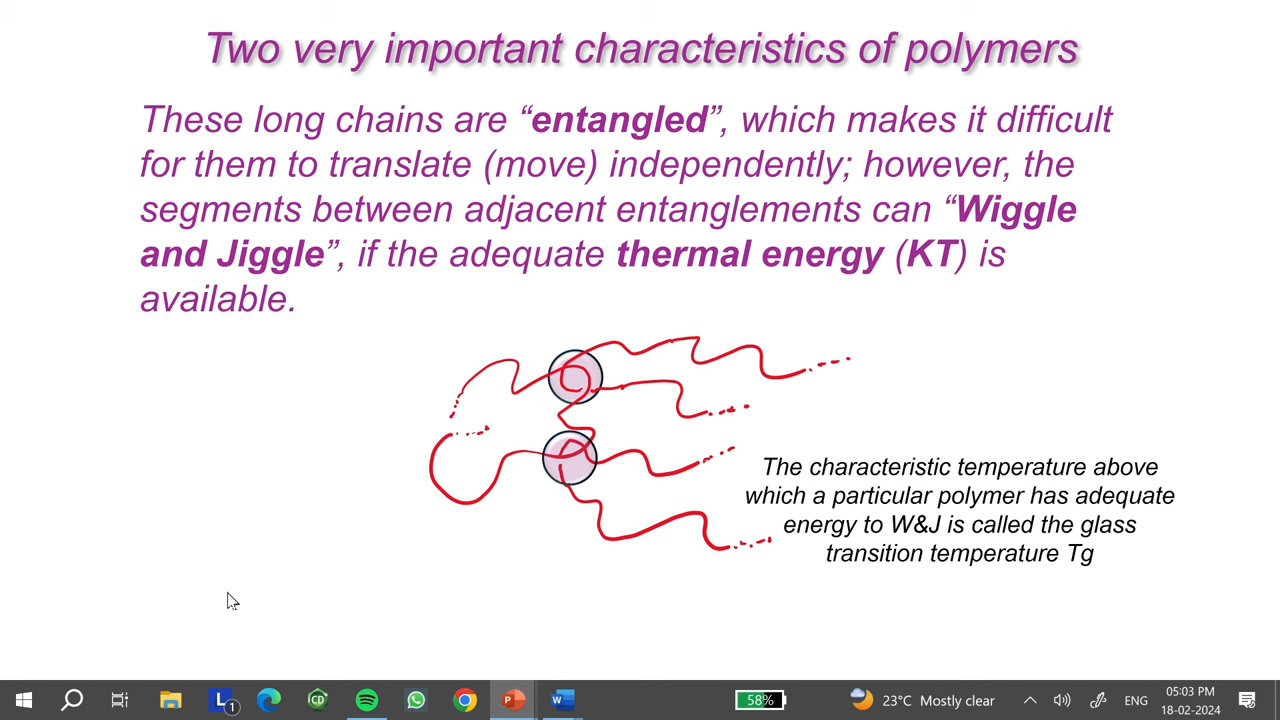 Two very important characteristics of polymers
These long chains are “entangled”, which makes it difficult
for them to translate (move) independently; however, the
segments between adjacent entanglements can “Wiggle
and Jiggle”, if the adequate thermal energy (KT) is
available.
The characteristic temperature above
which a particular polymer has adequate
energy to W&J is called the glass
transition temperature Tg
L 1
CD
P
W
58%
23°C Mostly clear
ENG
05:03 PM
18-02-2024